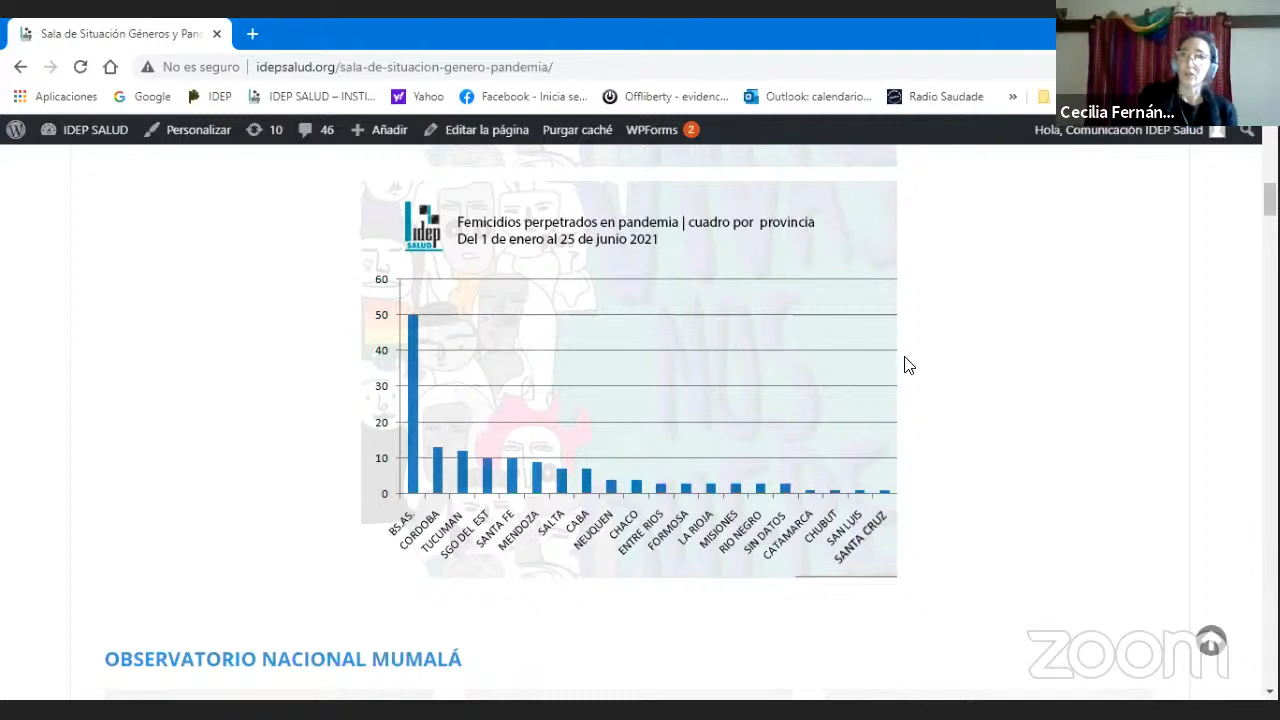 Sala de Situación Géneros y Pan
No es seguro
idepsalud.org/sala-de-situacion-genero-pandemia/
Aplicaciones
Google
IDEP
IDEP SALUD – INSTI...
Yahoo
Facebook - Inicia se...
Offliberty - evidenc...
Outlook: calendario...
Radio Saudade
»
Cecilia Fernán...
IDEP SALUD
Personalizar
10
46
Añadir
Editar la página
Purgar caché
WPForms
2
Hola, Comunicación IDEP Salud
idep
SALUD
Femicidios perpetrados en pandemia | cuadro por provincia
Del 1 de enero al 25 de junio 2021
60
50
40
30
20
10
0
BS.AS.
CORDOBA
TUCUMAN
SGO DEL EST
SANTA FE
MENDOZA
SALTA
CABA
NEUQUEN
CHACO
ENTRE RIOS
FORMOSA
LA RIOJA
MISIONES
RIO NEGRO
SIN DATOS
CATAMARCA
CHUBUT
SAN LUIS
SANTA CRUZ
OBSERVATORIO NACIONAL MUMALÁ
zoom